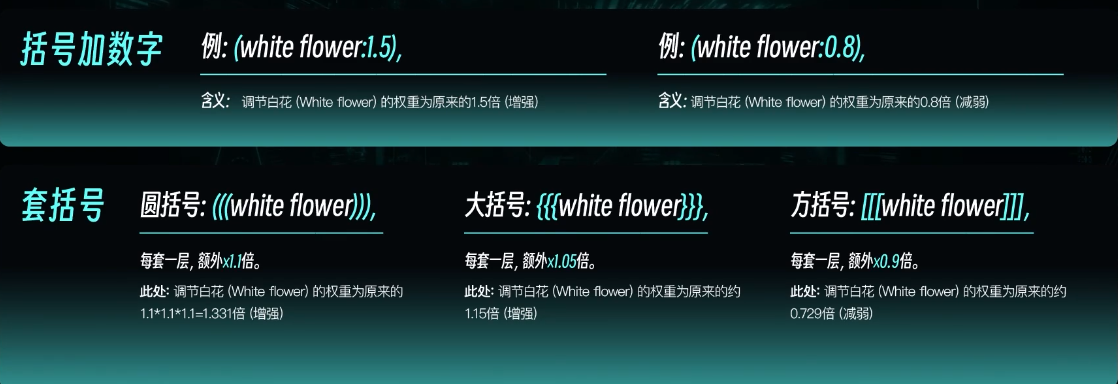 括号加数字
例: (white flower:1.5),
含义： 调节白花 (White flower) 的权重为原来的1.5倍 (增强)
例: (white flower:0.8),
含义: 调节白花 (White flower) 的权重为原来的0.8倍 (减弱)
套括号
圆括号: (((white flower))),
每套一层, 额外x1.1倍。
此处: 调节白花 (White flower) 的权重为原来的
1.1*1.1*1.1=1.331倍 (增强)
大括号: {{{white flower}}},
每套一层, 额外x1.05倍。
此处: 调节白花 (White flower) 的权重为原来的约
1.15倍 (增强)
方括号: [[[white flower]]],
每套一层, 额外x0.9倍。
此处: 调节白花 (White flower) 的权重为原来的约
0.729倍 (减弱)